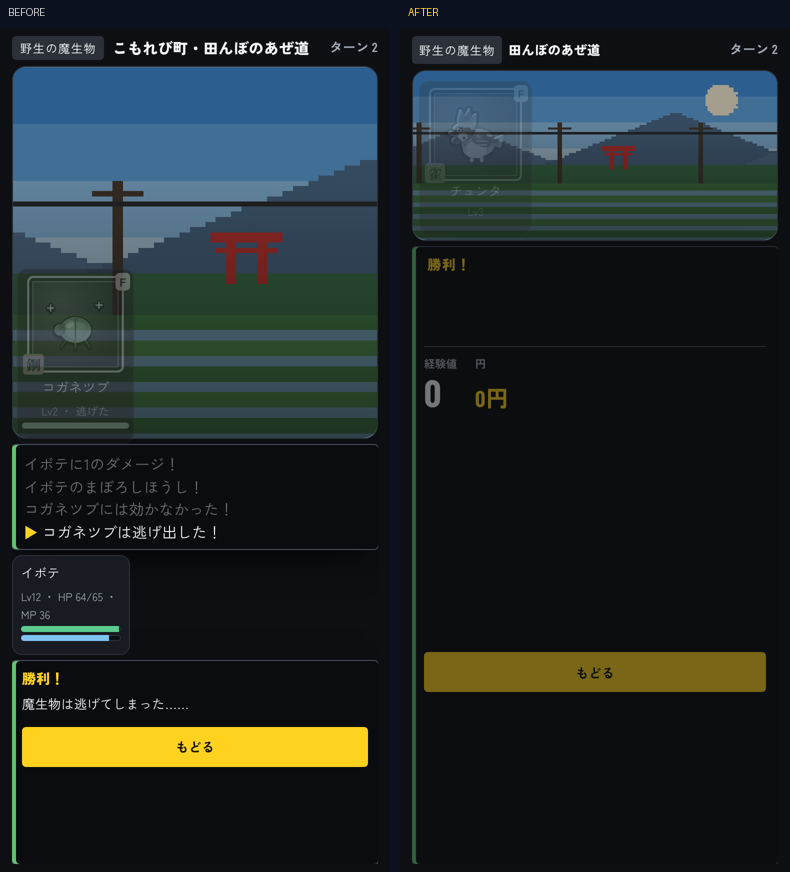 BEFORE
野生の魔生物 こもれび町・田んぼのあぜ道 ターン 2
F
鋼
コガネツブ
Lv2 ・ 逃げた
イボテに1のダメージ！
イボテのまぼろしほうし！
コガネツブには効かなかった！
▶ コガネツブは逃げ出した！
イボテ
Lv12 ・ HP 64/65 ・
MP 36
勝利！
魔生物は逃げてしまった……
もどる
AFTER
野生の魔生物 田んぼのあぜ道 ターン 2
F
雀
チュンタ
Lv3
勝利！
経験値 円
0 0円
もどる